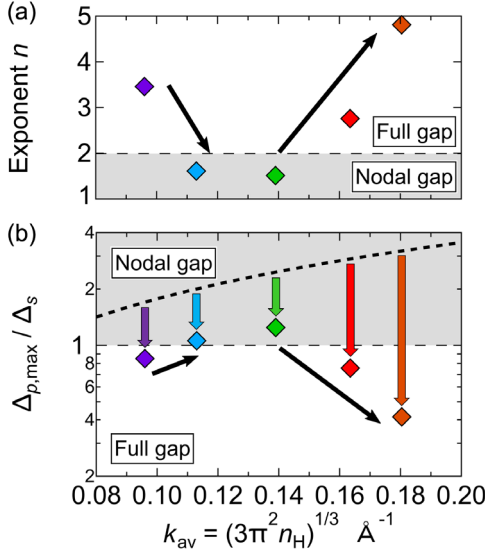 (a)
5
4
3
2
1
Exponent n
Full gap
Nodal gap
(b)
4
2
1
8
6
4
2
Δp,max / Δs
Nodal gap
Full gap
0.08 0.10 0.12 0.14 0.16 0.18 0.20
kav = (3π²nH)^1/3 Å⁻¹